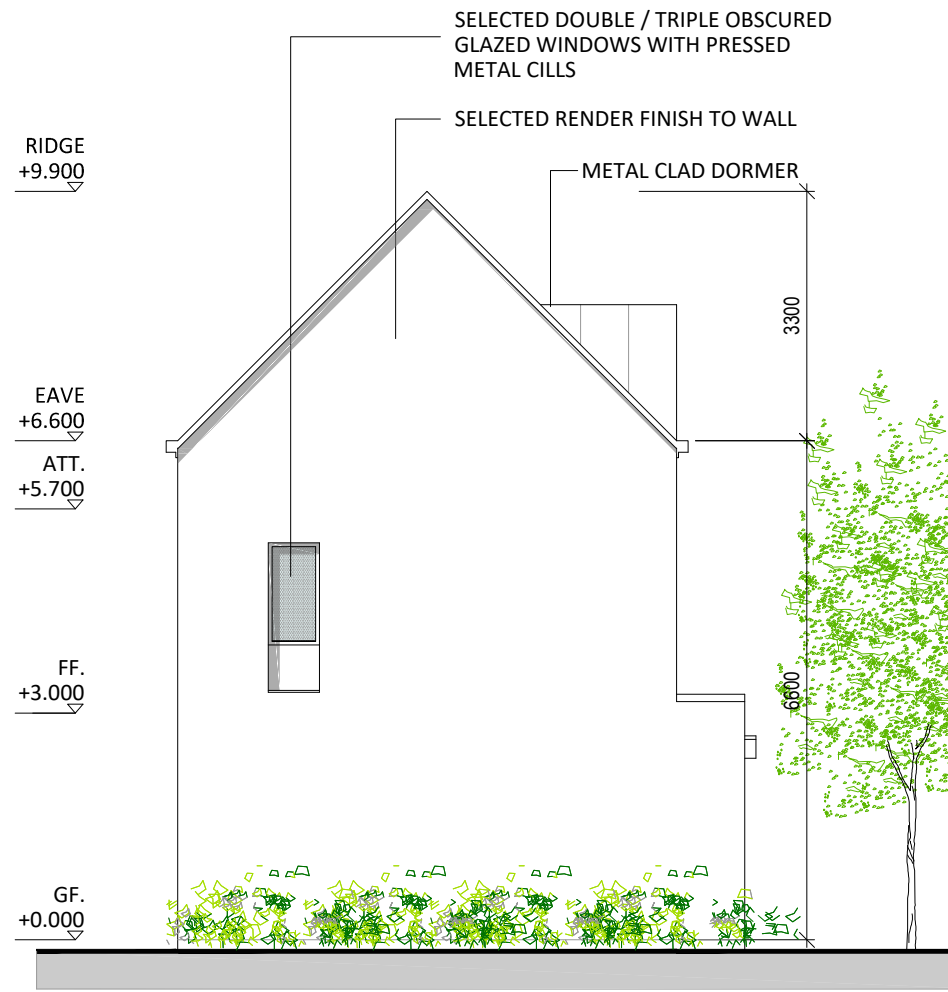 SELECTED DOUBLE / TRIPLE OBSCURED
GLAZED WINDOWS WITH PRESSED
METAL CILLS
SELECTED RENDER FINISH TO WALL
METAL CLAD DORMER
RIDGE
+9.900
3300
EAVE
+6.600
ATT.
+5.700
FF.
+3.000
6600
GF.
+0.000